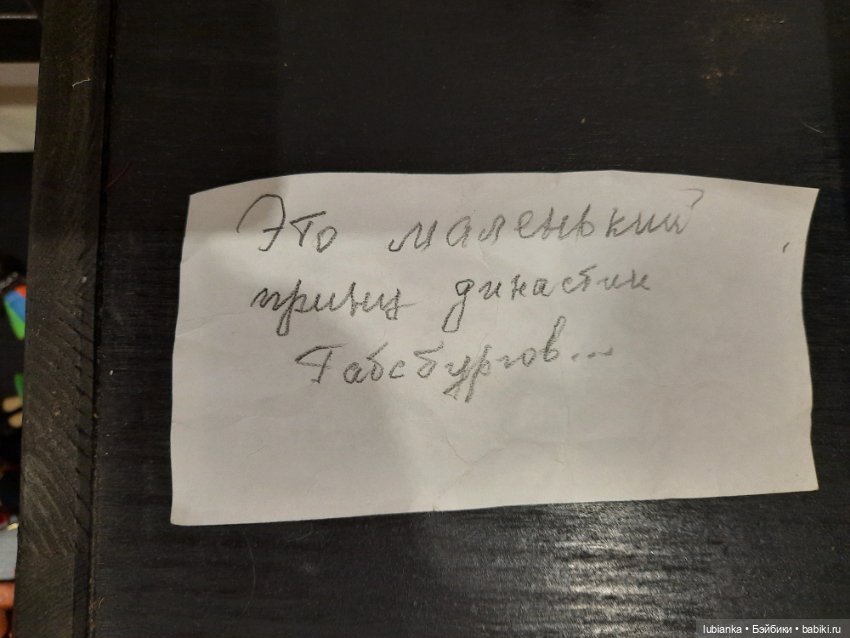 Это маленький
принц династии
Габсбургов...
lubianka • Бэйбики • babiki.ru